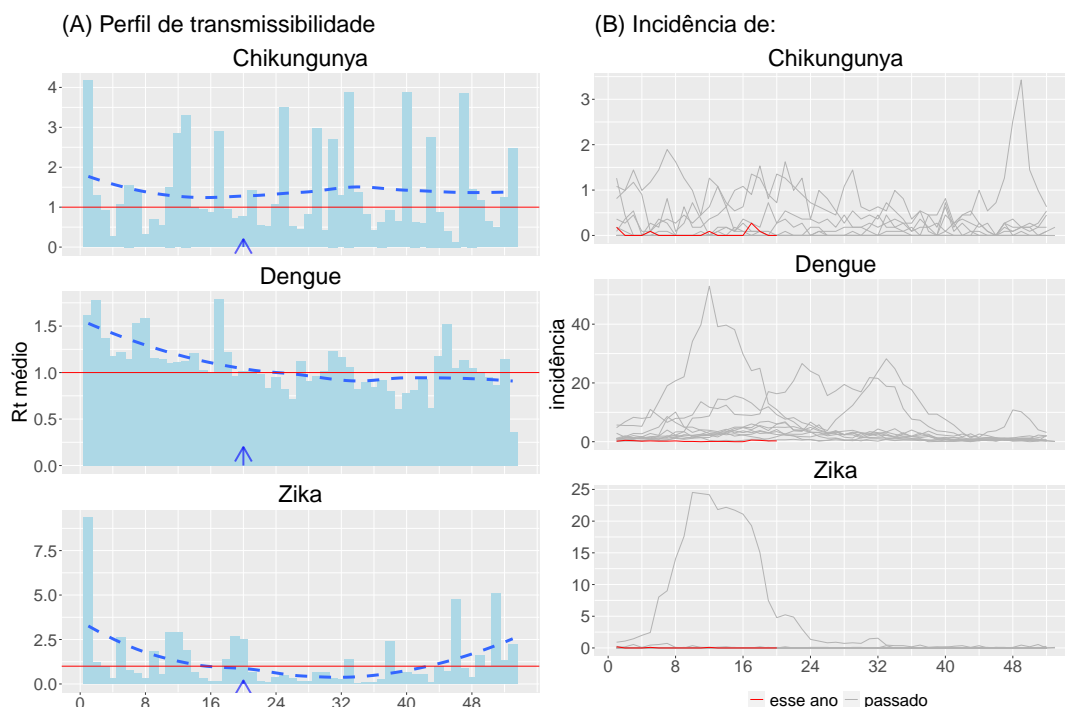 (A) Perfil de transmissibilidade
Chikungunya
4
3
2
1
0
Dengue
1.5
1.0
0.5
0.0
Rt médio
Zika
7.5
5.0
2.5
0.0
0 8 16 24 32 40 48 56
(B) Incidência de:
Chikungunya
3
2
1
0
Dengue
40
20
0
incidência
Zika
25
20
15
10
5
0
0 8 16 24 32 40 48
esse ano passado